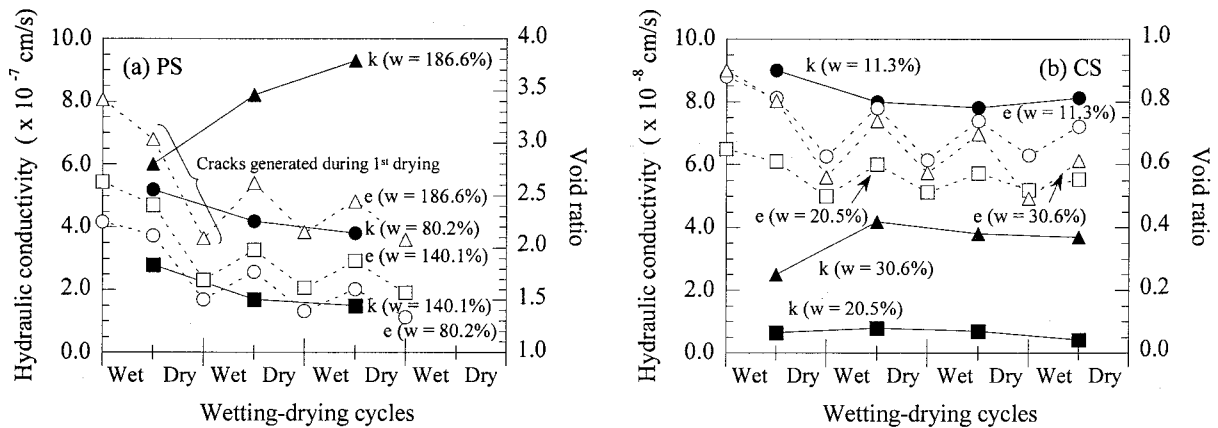 Hydraulic conductivity ( x 10⁻⁷ cm/s)
10.0
8.0
6.0
4.0
2.0
0.0
(a) PS
k (w = 186.6%)
Cracks generated during 1st drying
e (w = 186.6%)
k (w = 80.2%)
e (w = 140.1%)
k (w = 140.1%)
e (w = 80.2%)
4.0
3.5
3.0
2.5
2.0
1.5
1.0
Void ratio
Wet Dry Wet Dry Wet Dry Wet Dry
Wetting-drying cycles
Hydraulic conductivity ( x 10⁻⁸ cm/s)
10.0
8.0
6.0
4.0
2.0
0.0
(b) CS
k (w = 11.3%)
e (w = 11.3%)
e (w = 20.5%)
e (w = 30.6%)
k (w = 30.6%)
k (w = 20.5%)
1.0
0.8
0.6
0.4
0.2
0.0
Void ratio
Wet Dry Wet Dry Wet Dry Wet Dry
Wetting-drying cycles